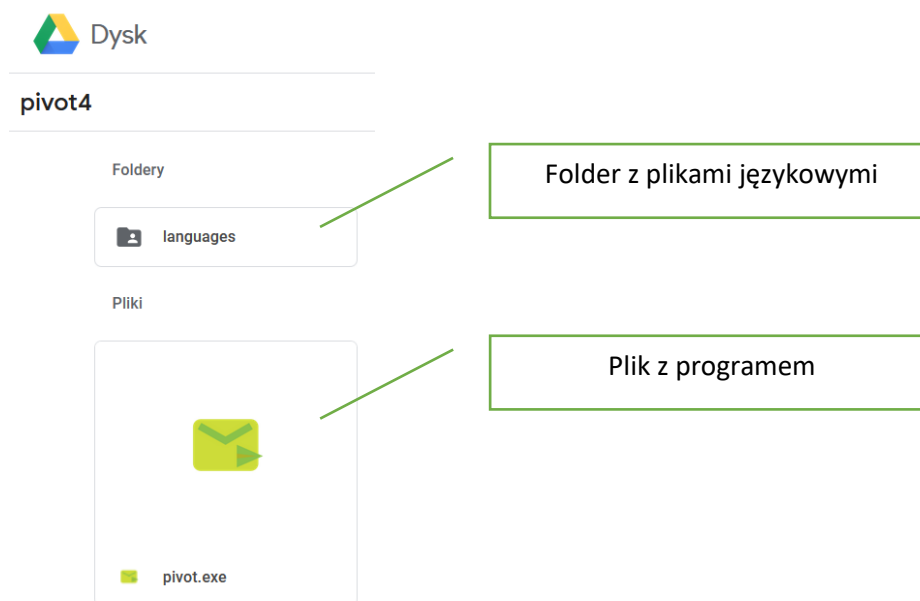 Dysk
pivot4
Foldery
Folder z plikami językowymi
languages
Pliki
Plik z programem
pivot.exe